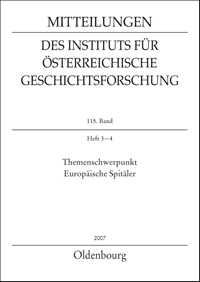 MITTEILUNGEN
DES INSTITUTS FÜR
ÖSTERREICHISCHE
GESCHICHTSFORSCHUNG
115. Band
Heft 3–4
Themenschwerpunkt
Europäische Spitäler
2007
Oldenbourg